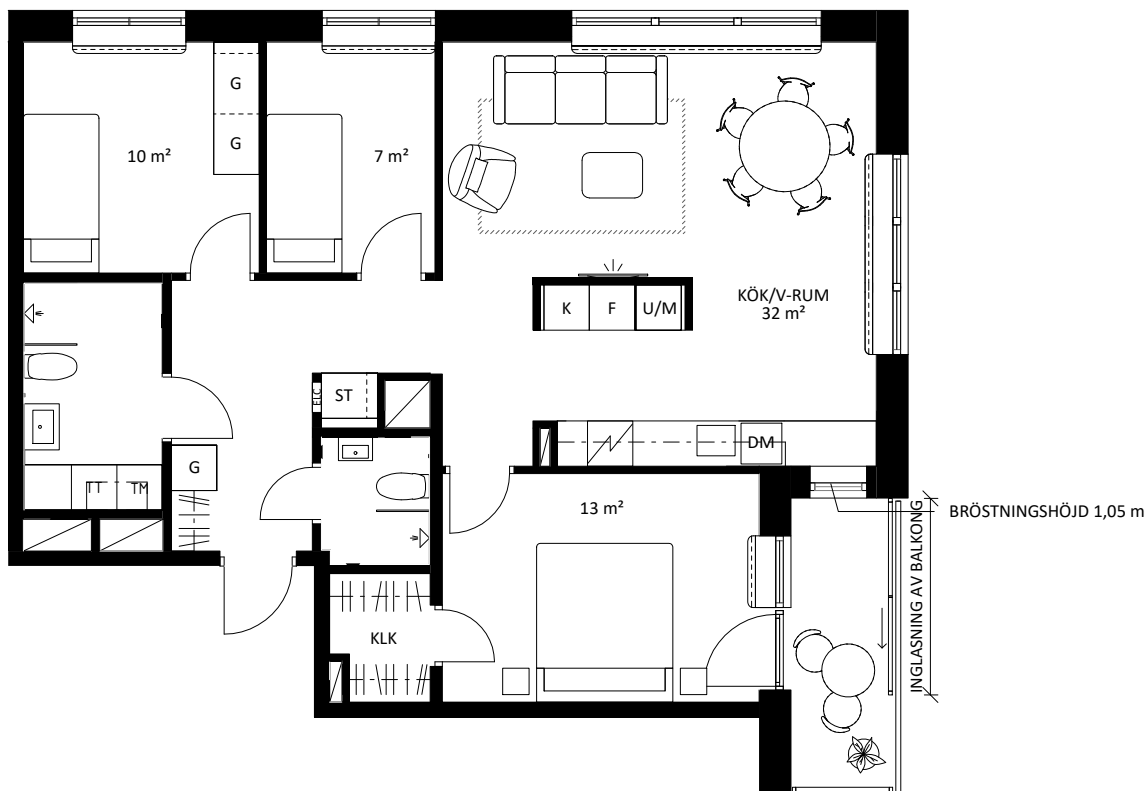 G
G
10 m²
7 m²
KÖK/V-RUM
32 m²
K
F
U/M
ELC
ST
G
TT
TM
DM
13 m²
BRÖSTNINGSHÖJD 1,05 m
INGLASNING AV BALKONG
KLK